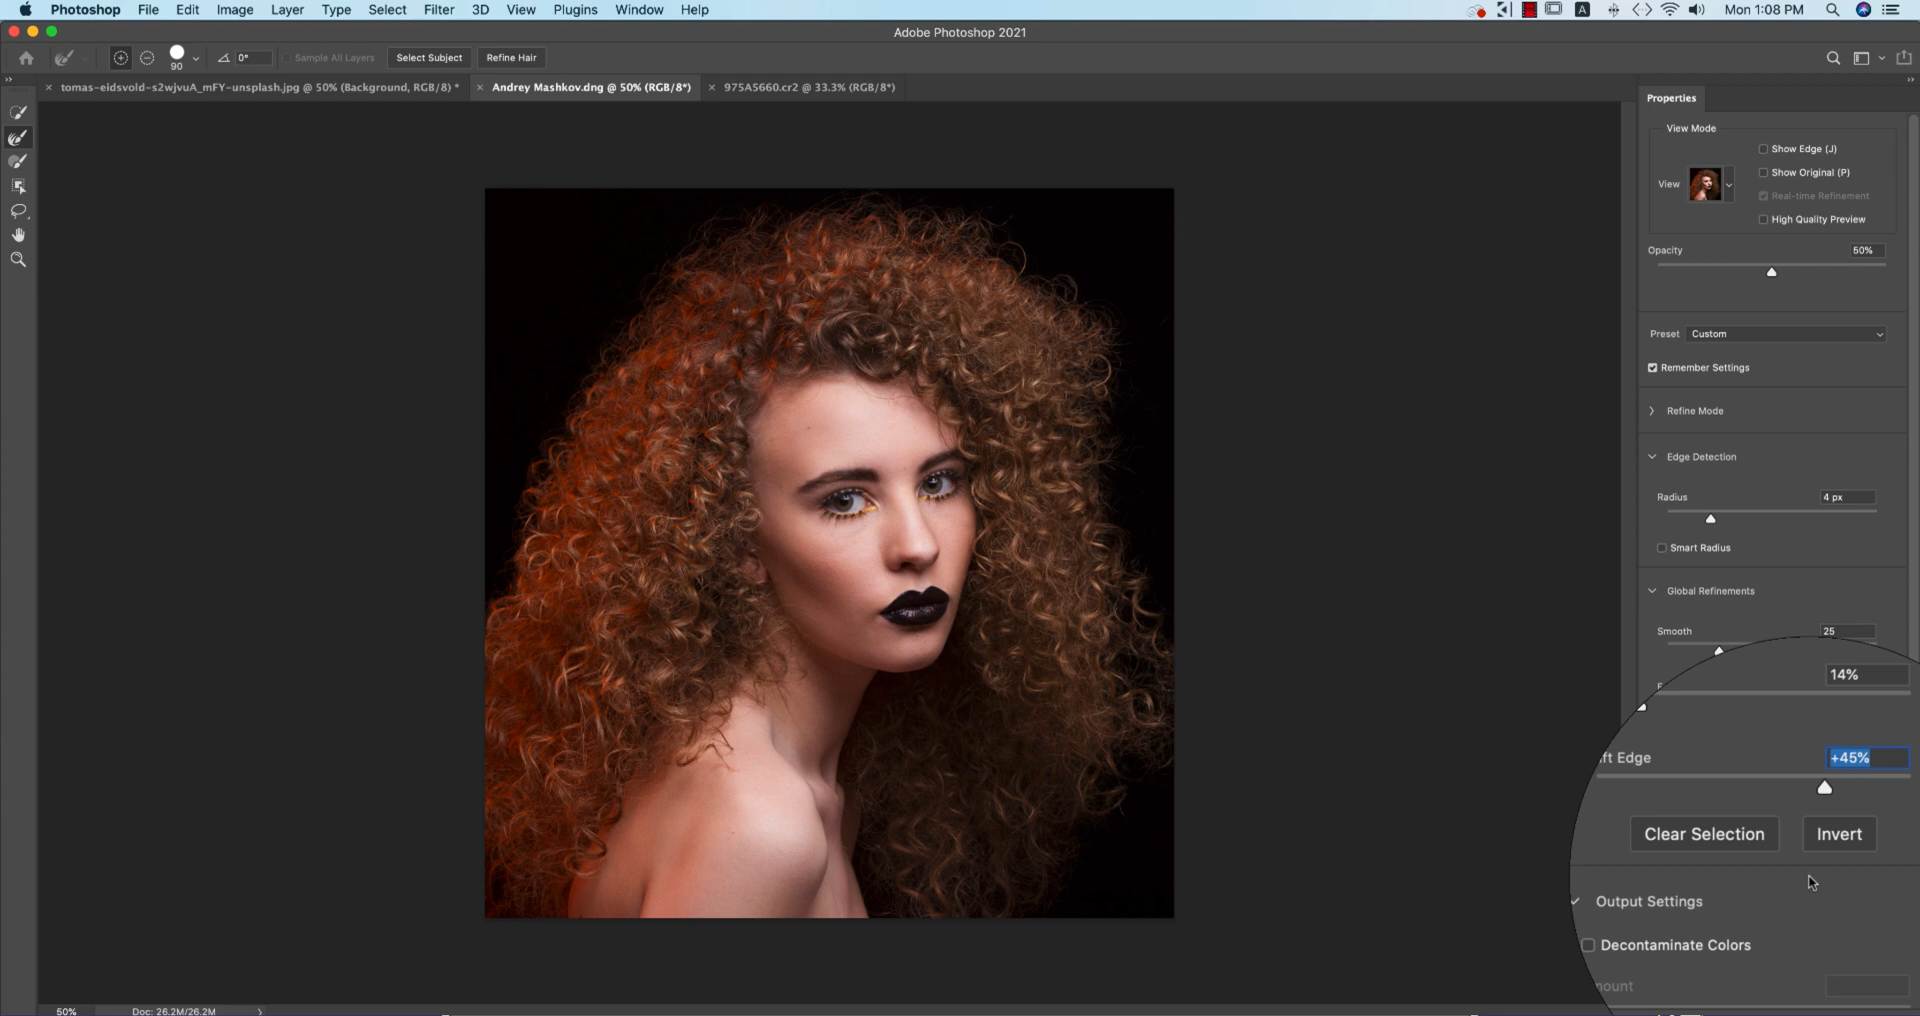 Photoshop File Edit Image Layer Type Select Filter 3D View Plugins Window Help A Mon 1:08 PM
Adobe Photoshop 2021
90 0° Sample All Layers Select Subject Refine Hair
× tomas-eidsvold-s2wjvuA_mFY-unsplash.jpg @ 50% (Background, RGB/8) * × Andrey Mashkov.dng @ 50% (RGB/8*) × 975A5660.cr2 @ 33.3% (RGB/8*)
Properties
View Mode
Show Edge (J)
Show Original (P)
View
Real-time Refinement
High Quality Preview
Opacity 50%
Preset Custom
Remember Settings
Refine Mode
Edge Detection
Radius 4 px
Smart Radius
Global Refinements
Smooth 25
14%
ift Edge +45%
Clear Selection Invert
Output Settings
Decontaminate Colors
mount
50% Doc: 26.2M/26.2M